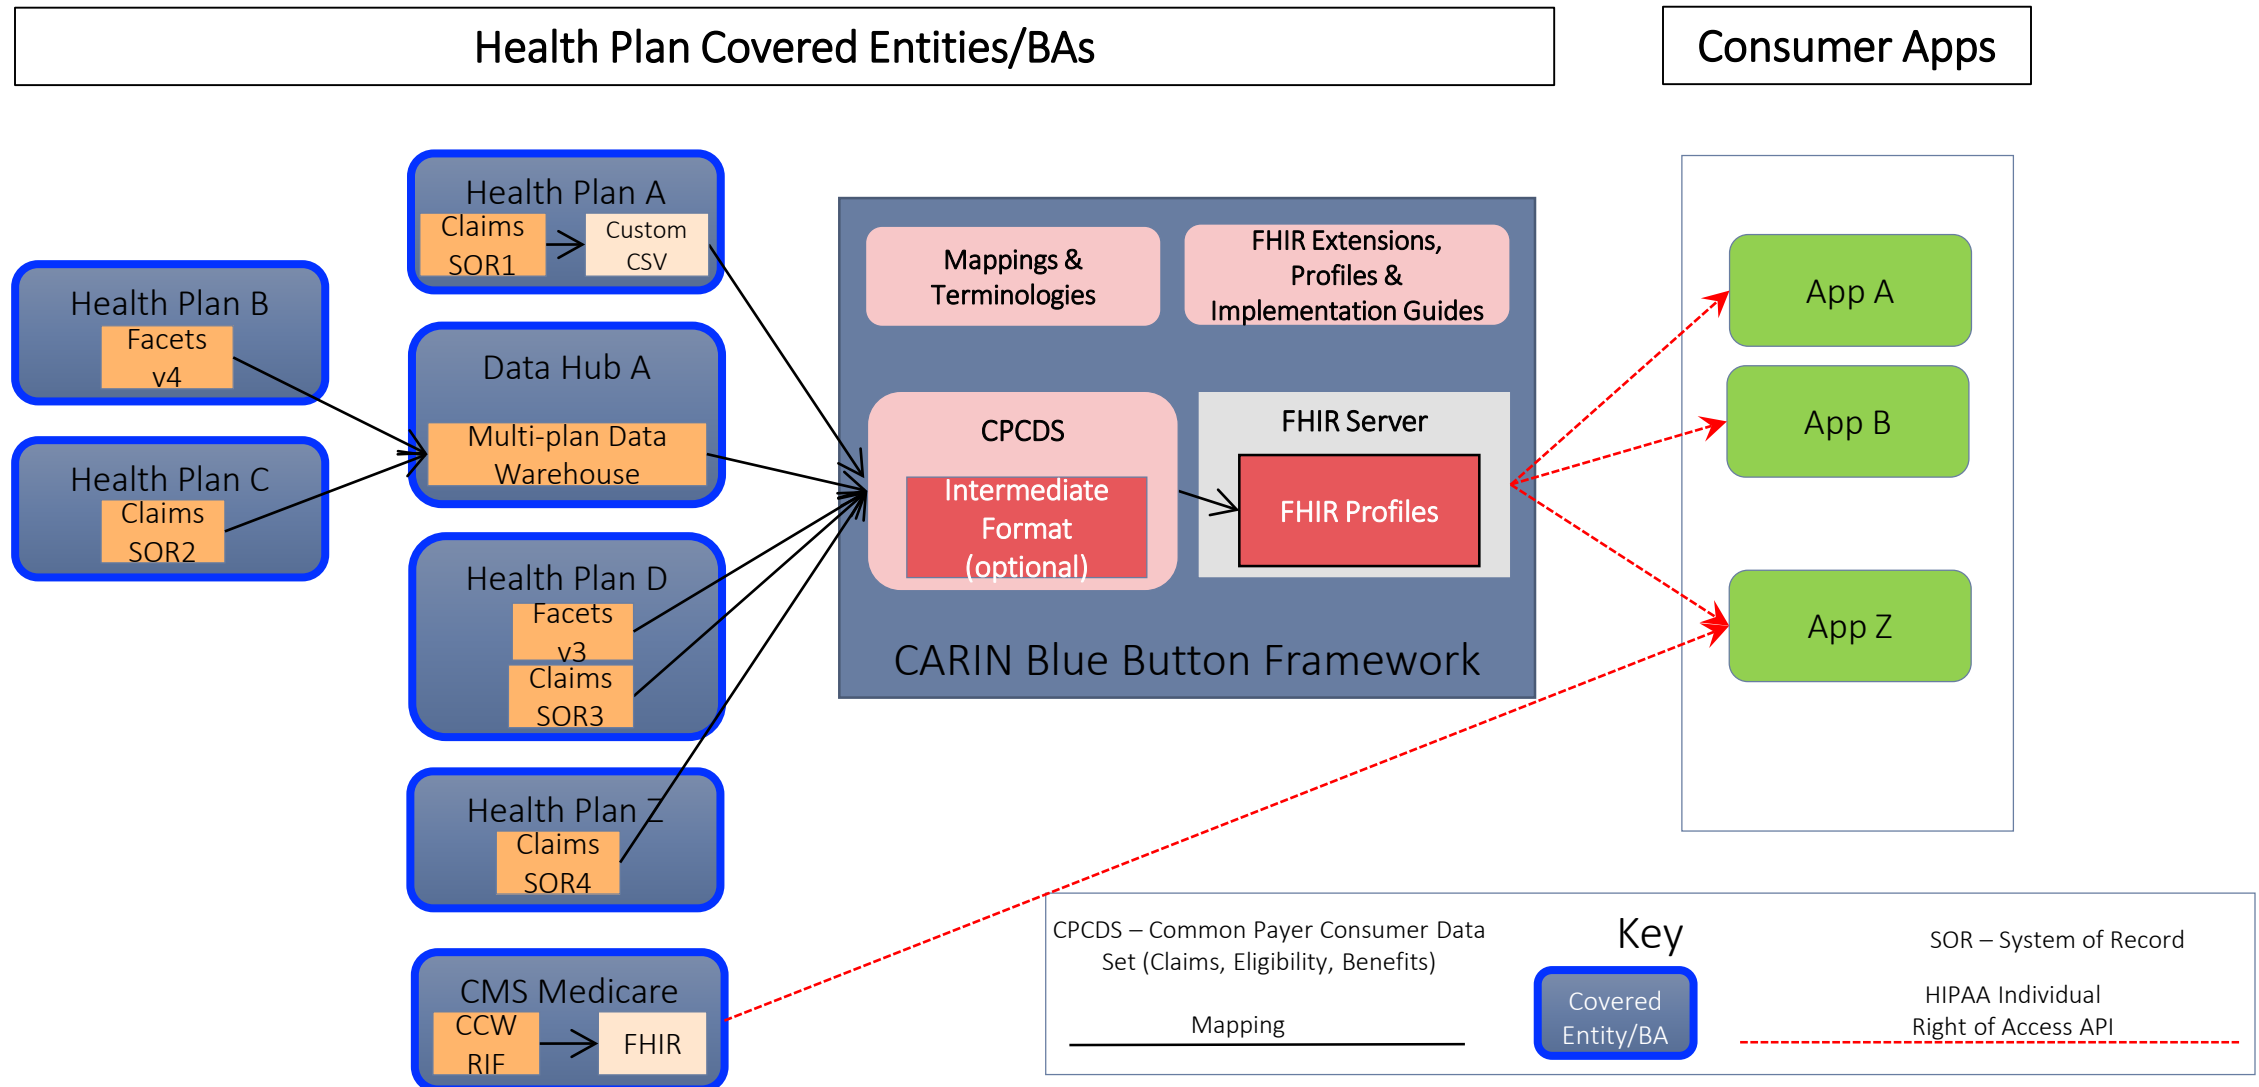 Health Plan Covered Entities/BAs
Consumer Apps
Health Plan A
Claims
SOR1
Custom
CSV
Health Plan B
Facets
v4
Data Hub A
Multi-plan Data
Warehouse
Health Plan C
Claims
SOR2
Health Plan D
Facets
v3
Claims
SOR3
Health Plan Z
Claims
SOR4
CMS Medicare
CCW
RIF
FHIR
Mappings &
Terminologies
FHIR Extensions,
Profiles &
Implementation Guides
CPCDS
Intermediate
Format
(optional)
FHIR Server
FHIR Profiles
CARIN Blue Button Framework
App A
App B
App Z
Key
CPCDS – Common Payer Consumer Data
Set (Claims, Eligibility, Benefits)
Mapping
Covered
Entity/BA
SOR – System of Record
HIPAA Individual
Right of Access API